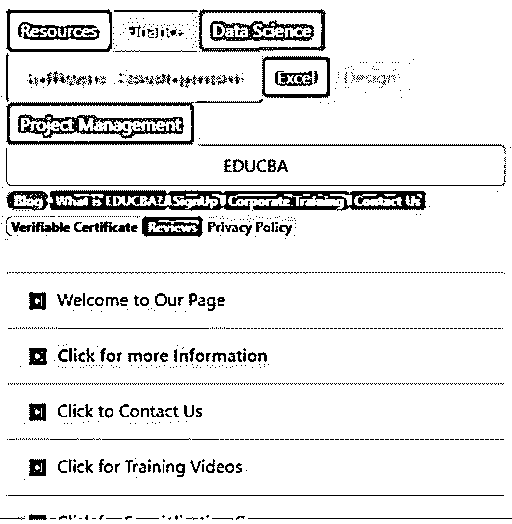 Resources Finance Data Science
Software Development Excel Design
Project Management
EDUCBA
Blog What is EDUCBA? SignUp Corporate Training Contact Us
Verifiable Certificate Reviews Privacy Policy
Welcome to Our Page
Click for more Information
Click to Contact Us
Click for Training Videos